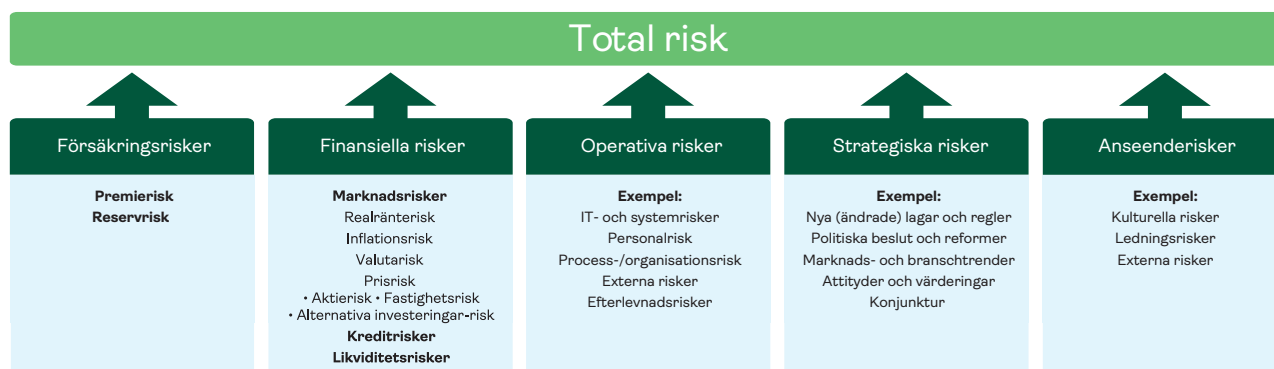 Total risk
Försäkringsrisker
Premierisk
Reservrisk
Finansiella risker
Marknadsrisker
Realränterisk
Inflationsrisk
Valutarisk
Prisrisk
• Aktierisk • Fastighetsrisk
• Alternativa investeringar-risk
Kreditrisker
Likviditetsrisker
Operativa risker
Exempel:
IT- och systemrisker
Personalrisk
Process-/organisationsrisk
Externa risker
Efterlevnadsrisker
Strategiska risker
Exempel:
Nya (ändrade) lagar och regler
Politiska beslut och reformer
Marknads- och branschtrender
Attityder och värderingar
Konjunktur
Anseenderisker
Exempel:
Kulturella risker
Ledningsrisker
Externa risker